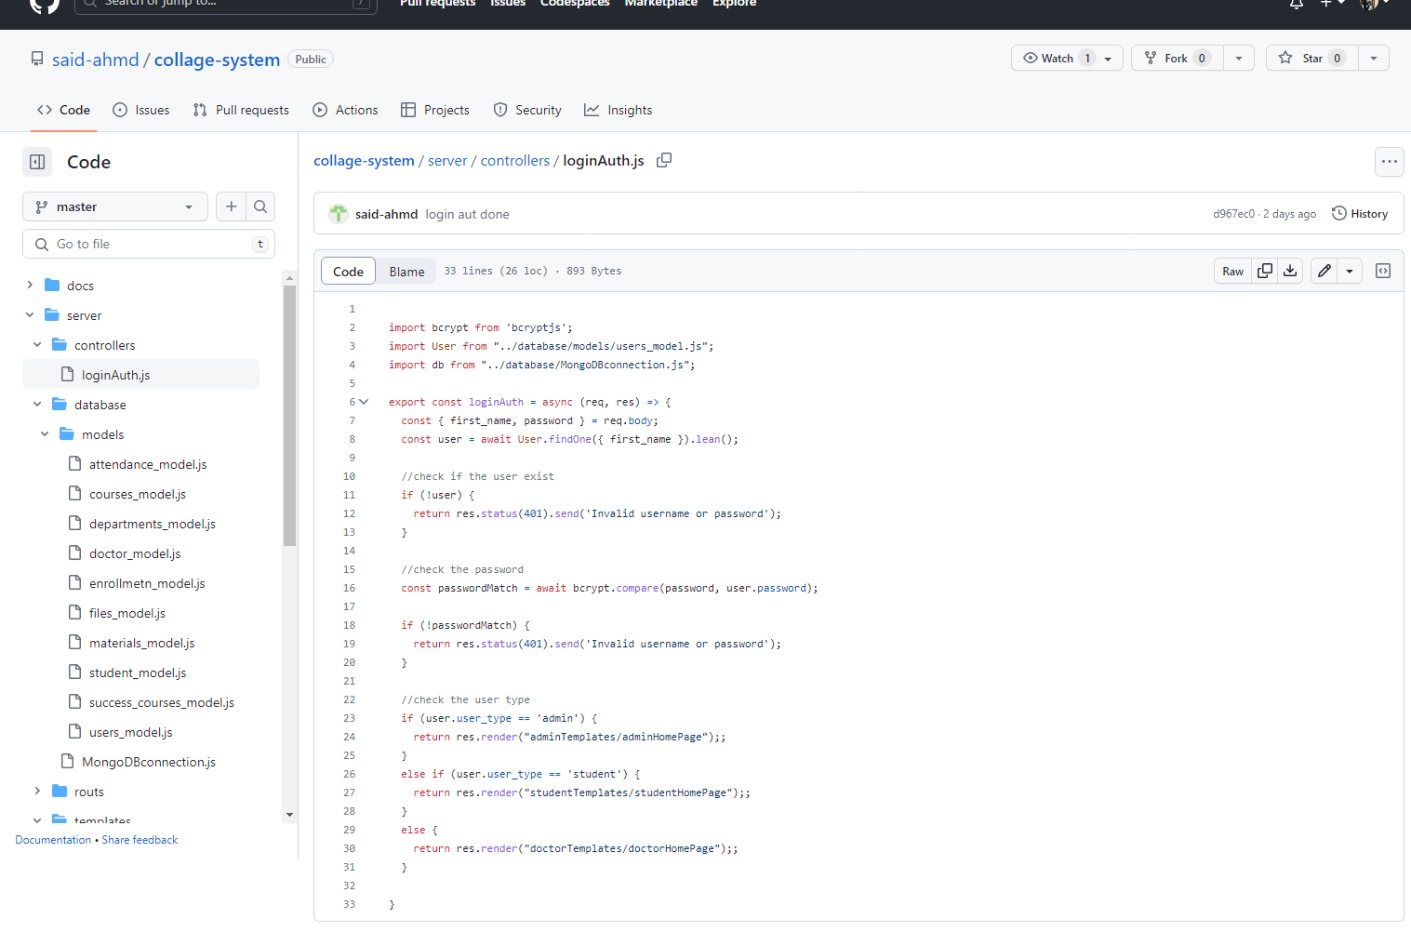 Search or jump to...
/
Pull requests Issues Codespaces Marketplace Explore
said-ahmd / collage-system Public
Watch 1
Fork 0
Star 0
Code
Issues
Pull requests
Actions
Projects
Security
Insights
Code
master
Go to file
t
docs
server
controllers
loginAuth.js
database
models
attendance_model.js
courses_model.js
departments_model.js
doctor_model.js
enrollmetn_model.js
files_model.js
materials_model.js
student_model.js
success_courses_model.js
users_model.js
MongoDBconnection.js
routs
templates
Documentation • Share feedback
collage-system / server / controllers / loginAuth.js
said-ahmd login aut done
d967ec0 · 2 days ago
History
Code Blame 33 lines (26 loc) · 893 Bytes
Raw
1
2 import bcrypt from 'bcryptjs';
3 import User from "../database/models/users_model.js";
4 import db from "../database/MongoDBconnection.js";
5
6 export const loginAuth = async (req, res) => {
7 const { first_name, password } = req.body;
8 const user = await User.findOne({ first_name }).lean();
9
10 //check if the user exist
11 if (!user) {
12 return res.status(401).send('Invalid username or password');
13 }
14
15 //check the password
16 const passwordMatch = await bcrypt.compare(password, user.password);
17
18 if (!passwordMatch) {
19 return res.status(401).send('Invalid username or password');
20 }
21
22 //check the user type
23 if (user.user_type == 'admin') {
24 return res.render("adminTemplates/adminHomePage");;
25 }
26 else if (user.user_type == 'student') {
27 return res.render("studentTemplates/studentHomePage");;
28 }
29 else {
30 return res.render("doctorTemplates/doctorHomePage");;
31 }
32
33 }